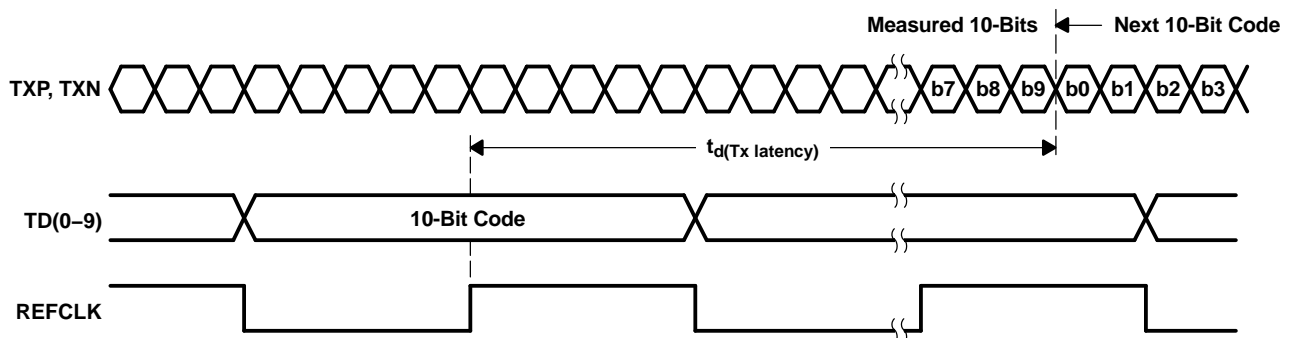 Measured 10-Bits Next 10-Bit Code
TXP, TXN b7 b8 b9 b0 b1 b2 b3
td(Tx latency)
TD(0–9) 10-Bit Code
REFCLK